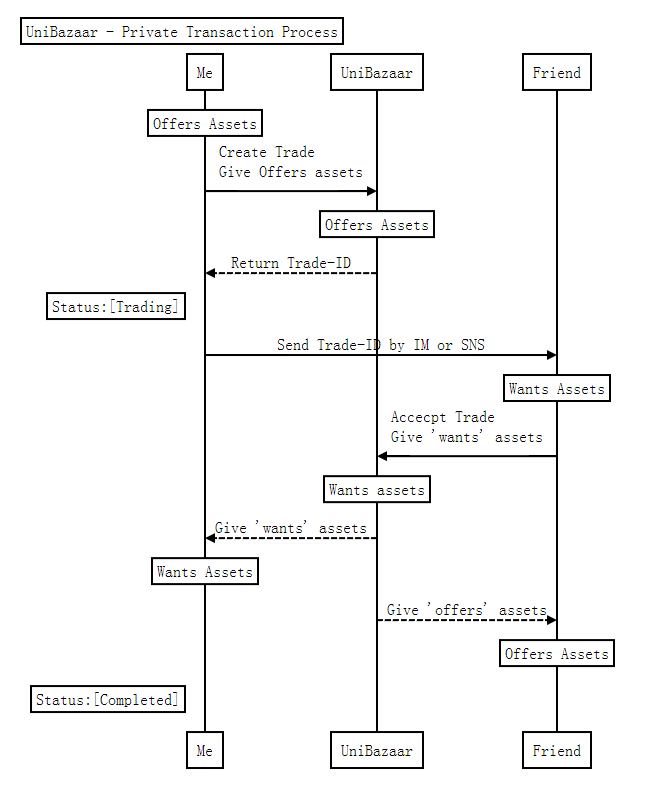 UniBazaar - Private Transaction Process
Me
UniBazaar
Friend
Offers Assets
Create Trade
Give Offers assets
Offers Assets
Return Trade-ID
Status:[Trading]
Send Trade-ID by IM or SNS
Wants Assets
Accecpt Trade
Give 'wants' assets
Wants assets
Give 'wants' assets
Wants Assets
Give 'offers' assets
Offers Assets
Status:[Completed]
Me
UniBazaar
Friend